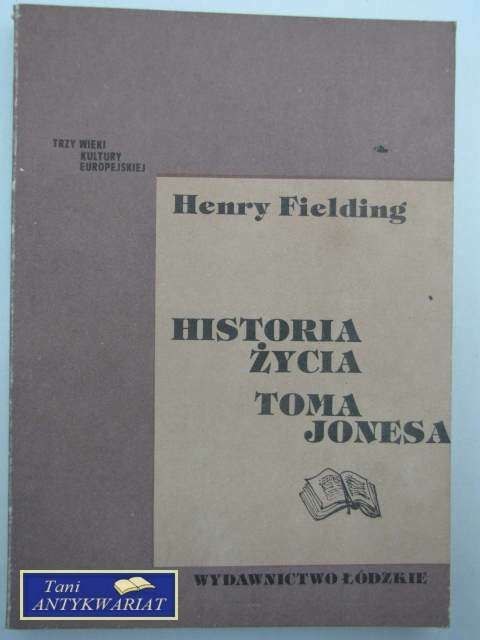 TRZY WIEKI
KULTURY
EUROPEJSKIEJ
Henry Fielding
HISTORIA
ŻYCIA
TOMA
JONESA
WYDAWNICTWO ŁÓDZKIE
Tani
ANTYKWARIAT